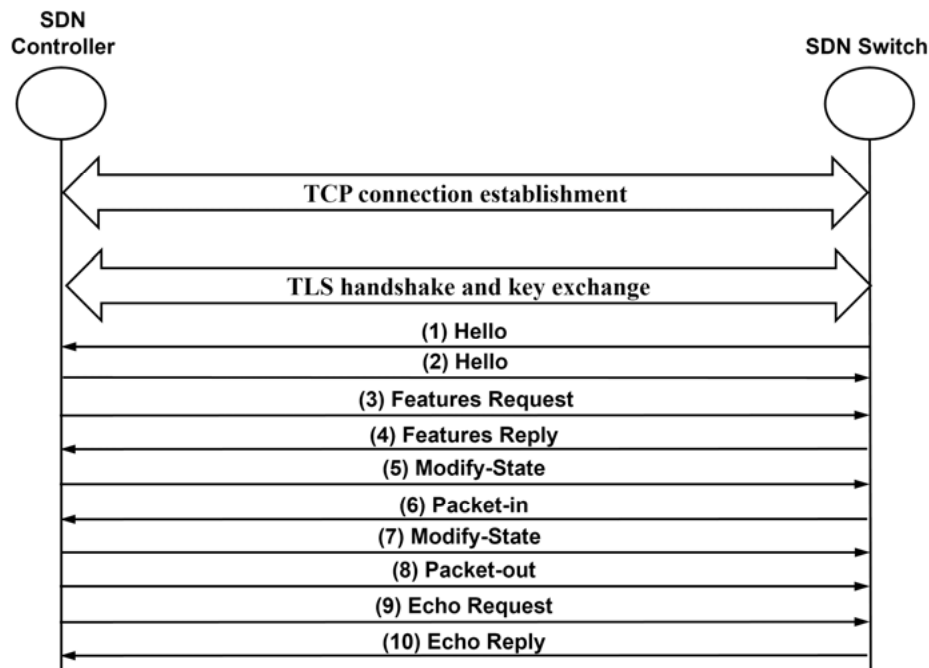 SDN
Controller
SDN Switch
TCP connection establishment
TLS handshake and key exchange
(1) Hello
(2) Hello
(3) Features Request
(4) Features Reply
(5) Modify-State
(6) Packet-in
(7) Modify-State
(8) Packet-out
(9) Echo Request
(10) Echo Reply